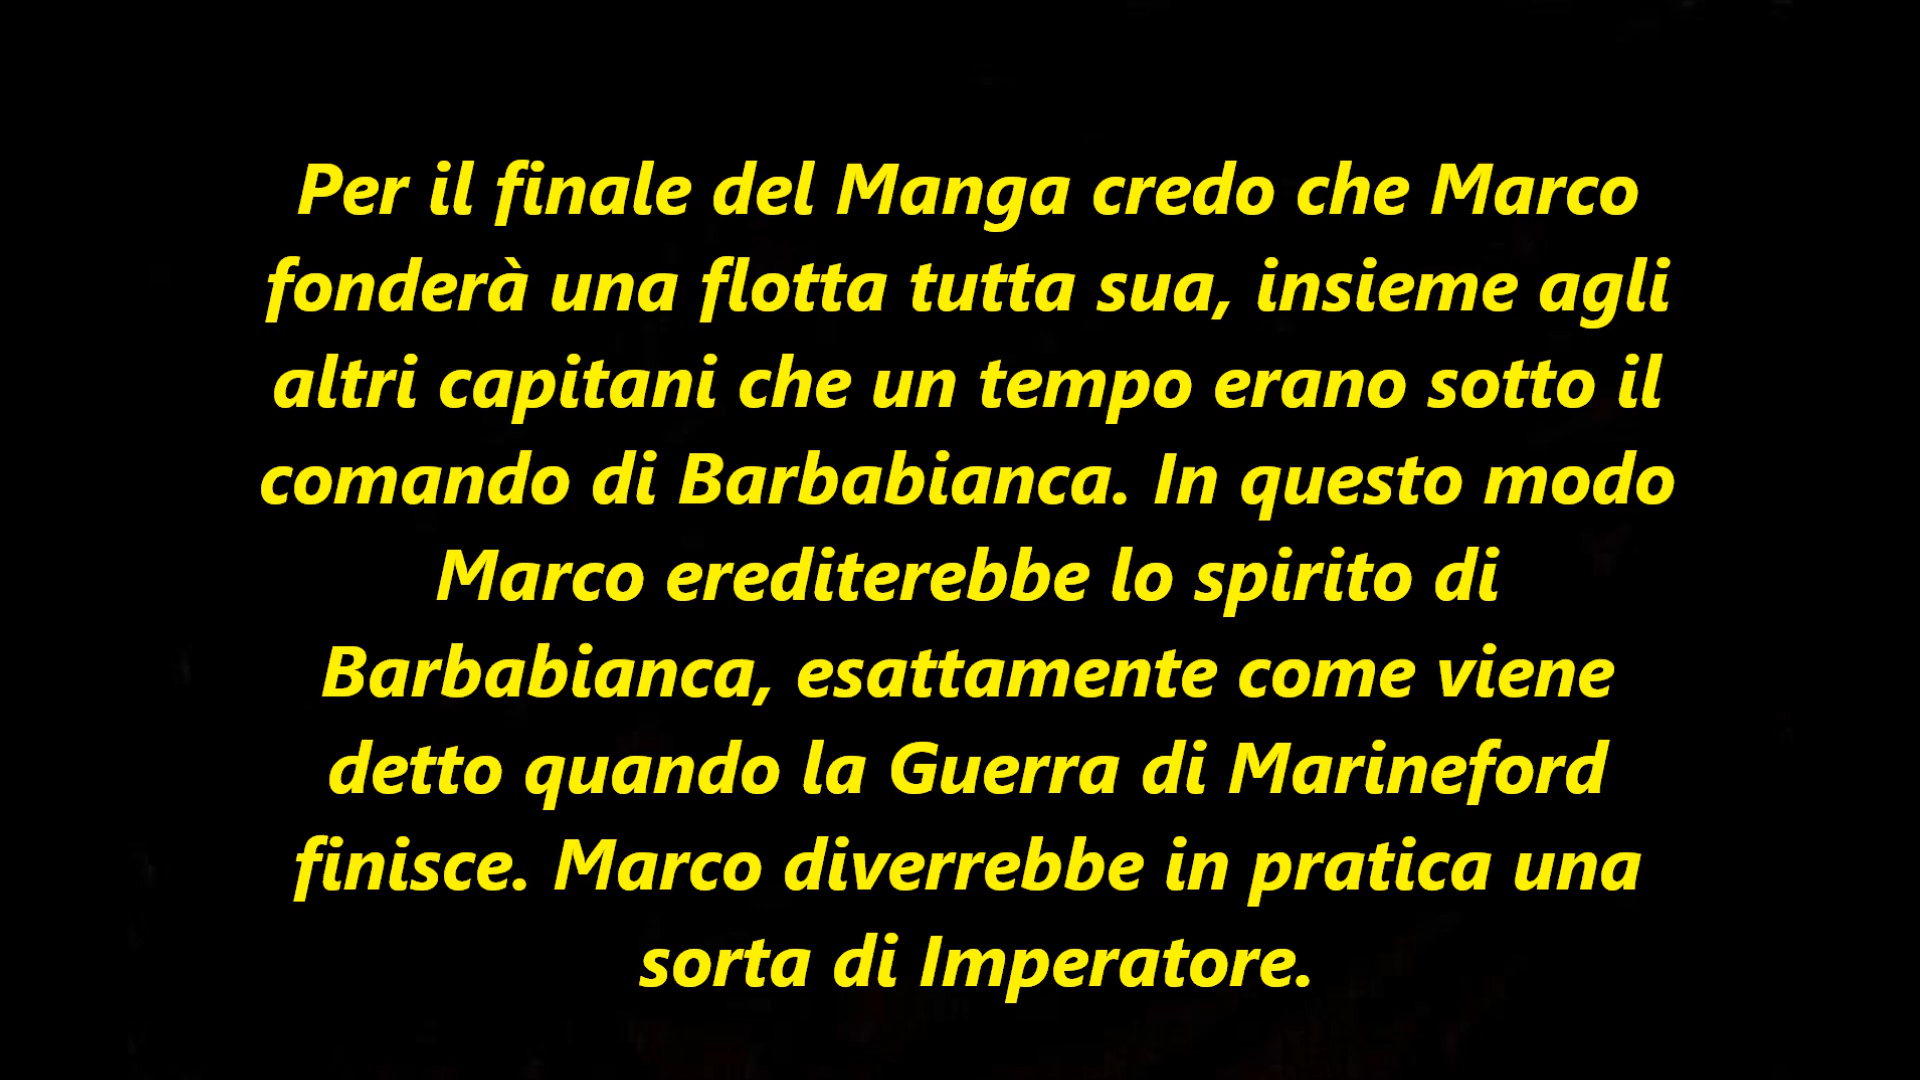 Per il finale del Manga credo che Marco
fonderà una flotta tutta sua, insieme agli
altri capitani che un tempo erano sotto il
comando di Barbabianca. In questo modo
Marco erediterebbe lo spirito di
Barbabianca, esattamente come viene
detto quando la Guerra di Marineford
finisce. Marco diverrebbe in pratica una
sorta di Imperatore.